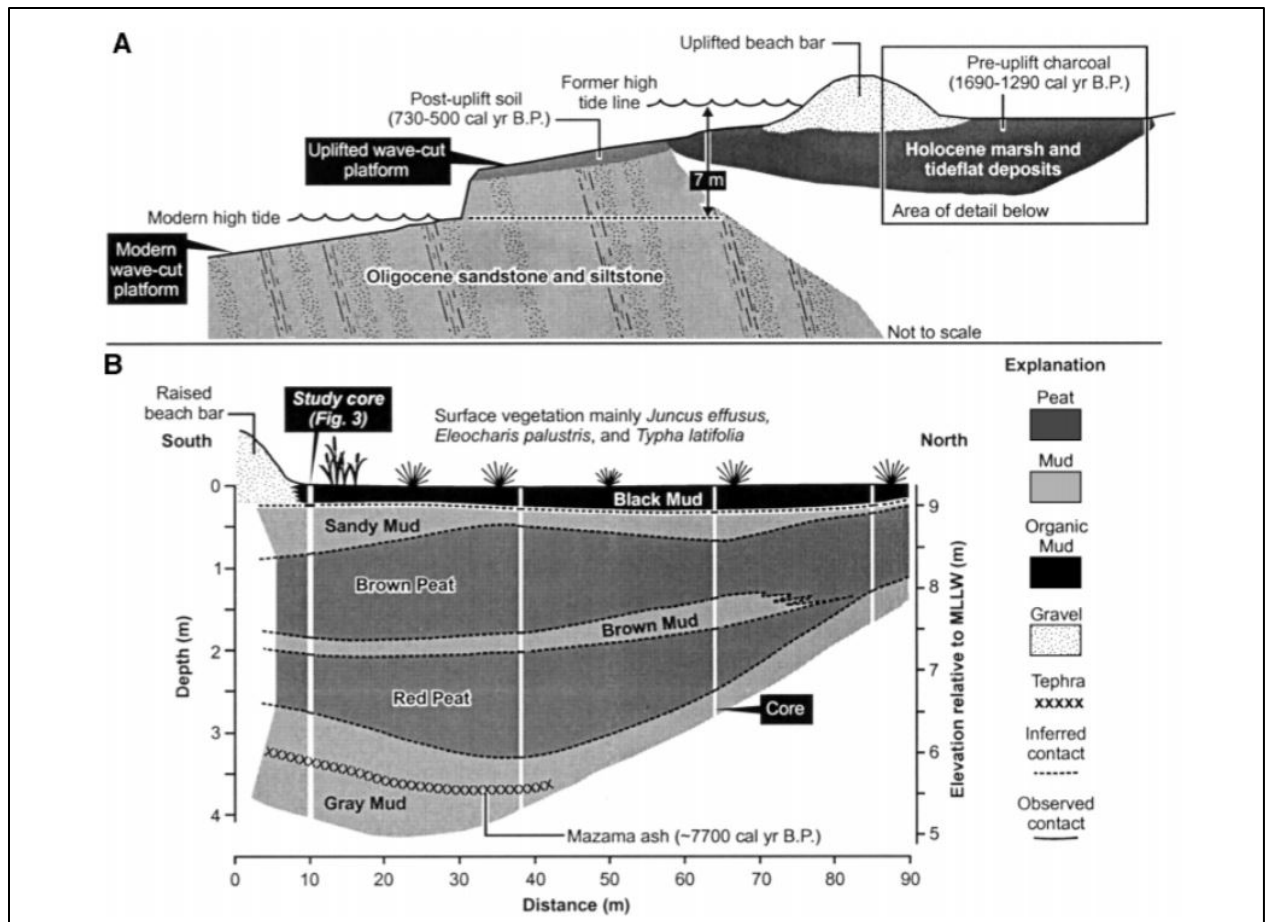 A
Uplifted beach bar
Former high
tide line
Pre-uplift charcoal
(1690-1290 cal yr B.P.)
Post-uplift soil
(730-500 cal yr B.P.)
Uplifted wave-cut
platform
Holocene marsh and
tideflat deposits
7 m
Modern high tide
Area of detail below
Modern
wave-cut
platform
Oligocene sandstone and siltstone
Not to scale
B
Raised
beach bar
Study core
(Fig. 3)
Surface vegetation mainly Juncus effusus,
Eleocharis palustris, and Typha latifolia
South
North
Black Mud
Sandy Mud
Brown Peat
Brown Mud
Red Peat
Core
Gray Mud
Mazama ash (~7700 cal yr B.P.)
0
1
2
3
4
Depth (m)
9
8
7
6
5
Elevation relative to MLLW (m)
0 10 20 30 40 50 60 70 80 90
Distance (m)
Explanation
Peat
Mud
Organic
Mud
Gravel
Tephra
xxxxx
Inferred
contact
Observed
contact